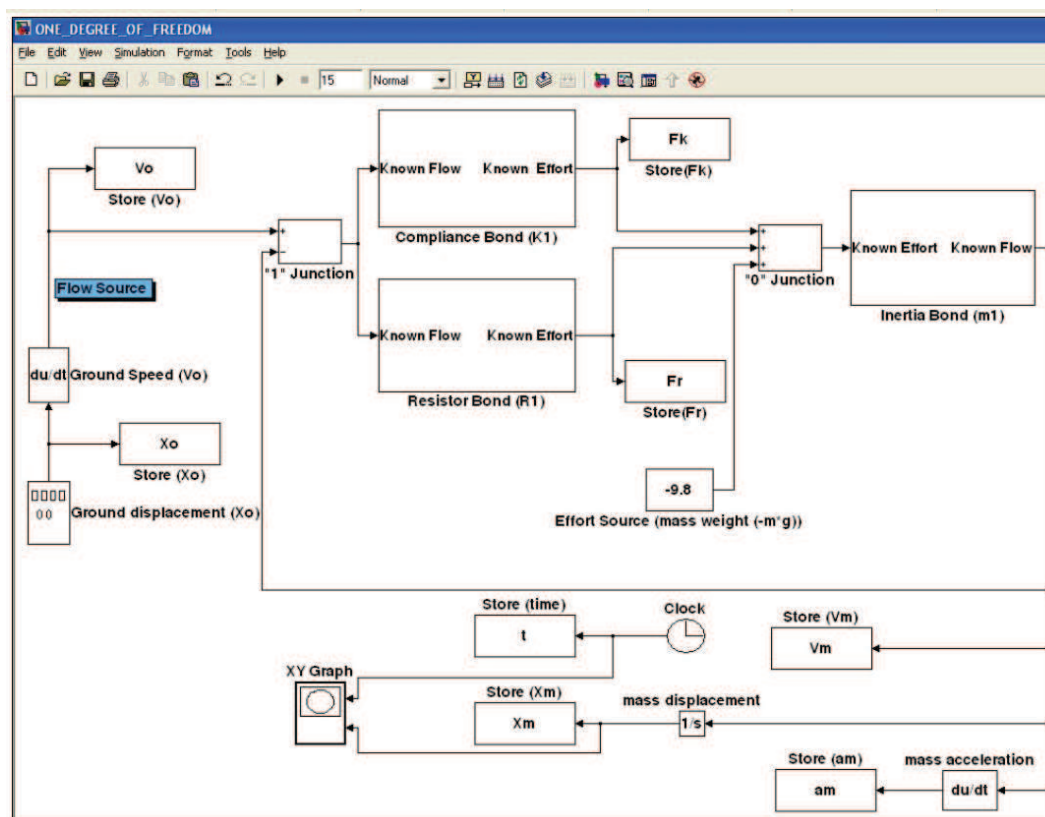 ONE_DEGREE_OF_FREEDOM
File Edit View Simulation Format Tools Help
15 Normal
Vo
Store (Vo)
Known Flow Known Effort
Compliance Bond (K1)
Fk
Store(Fk)
+
−
"1" Junction
+
+
+
"0" Junction
Known Effort Known Flow
Inertia Bond (m1)
Flow Source
Known Flow Known Effort
Resistor Bond (R1)
du/dt Ground Speed (Vo)
Fr
Store(Fr)
Xo
Store (Xo)
Ground displacement (Xo)
-9.8
Effort Source (mass weight (-m*g))
Store (time)
t
Clock
Store (Vm)
Vm
XY Graph
Store (Xm)
Xm
mass displacement
1/s
Store (am)
am
mass acceleration
du/dt